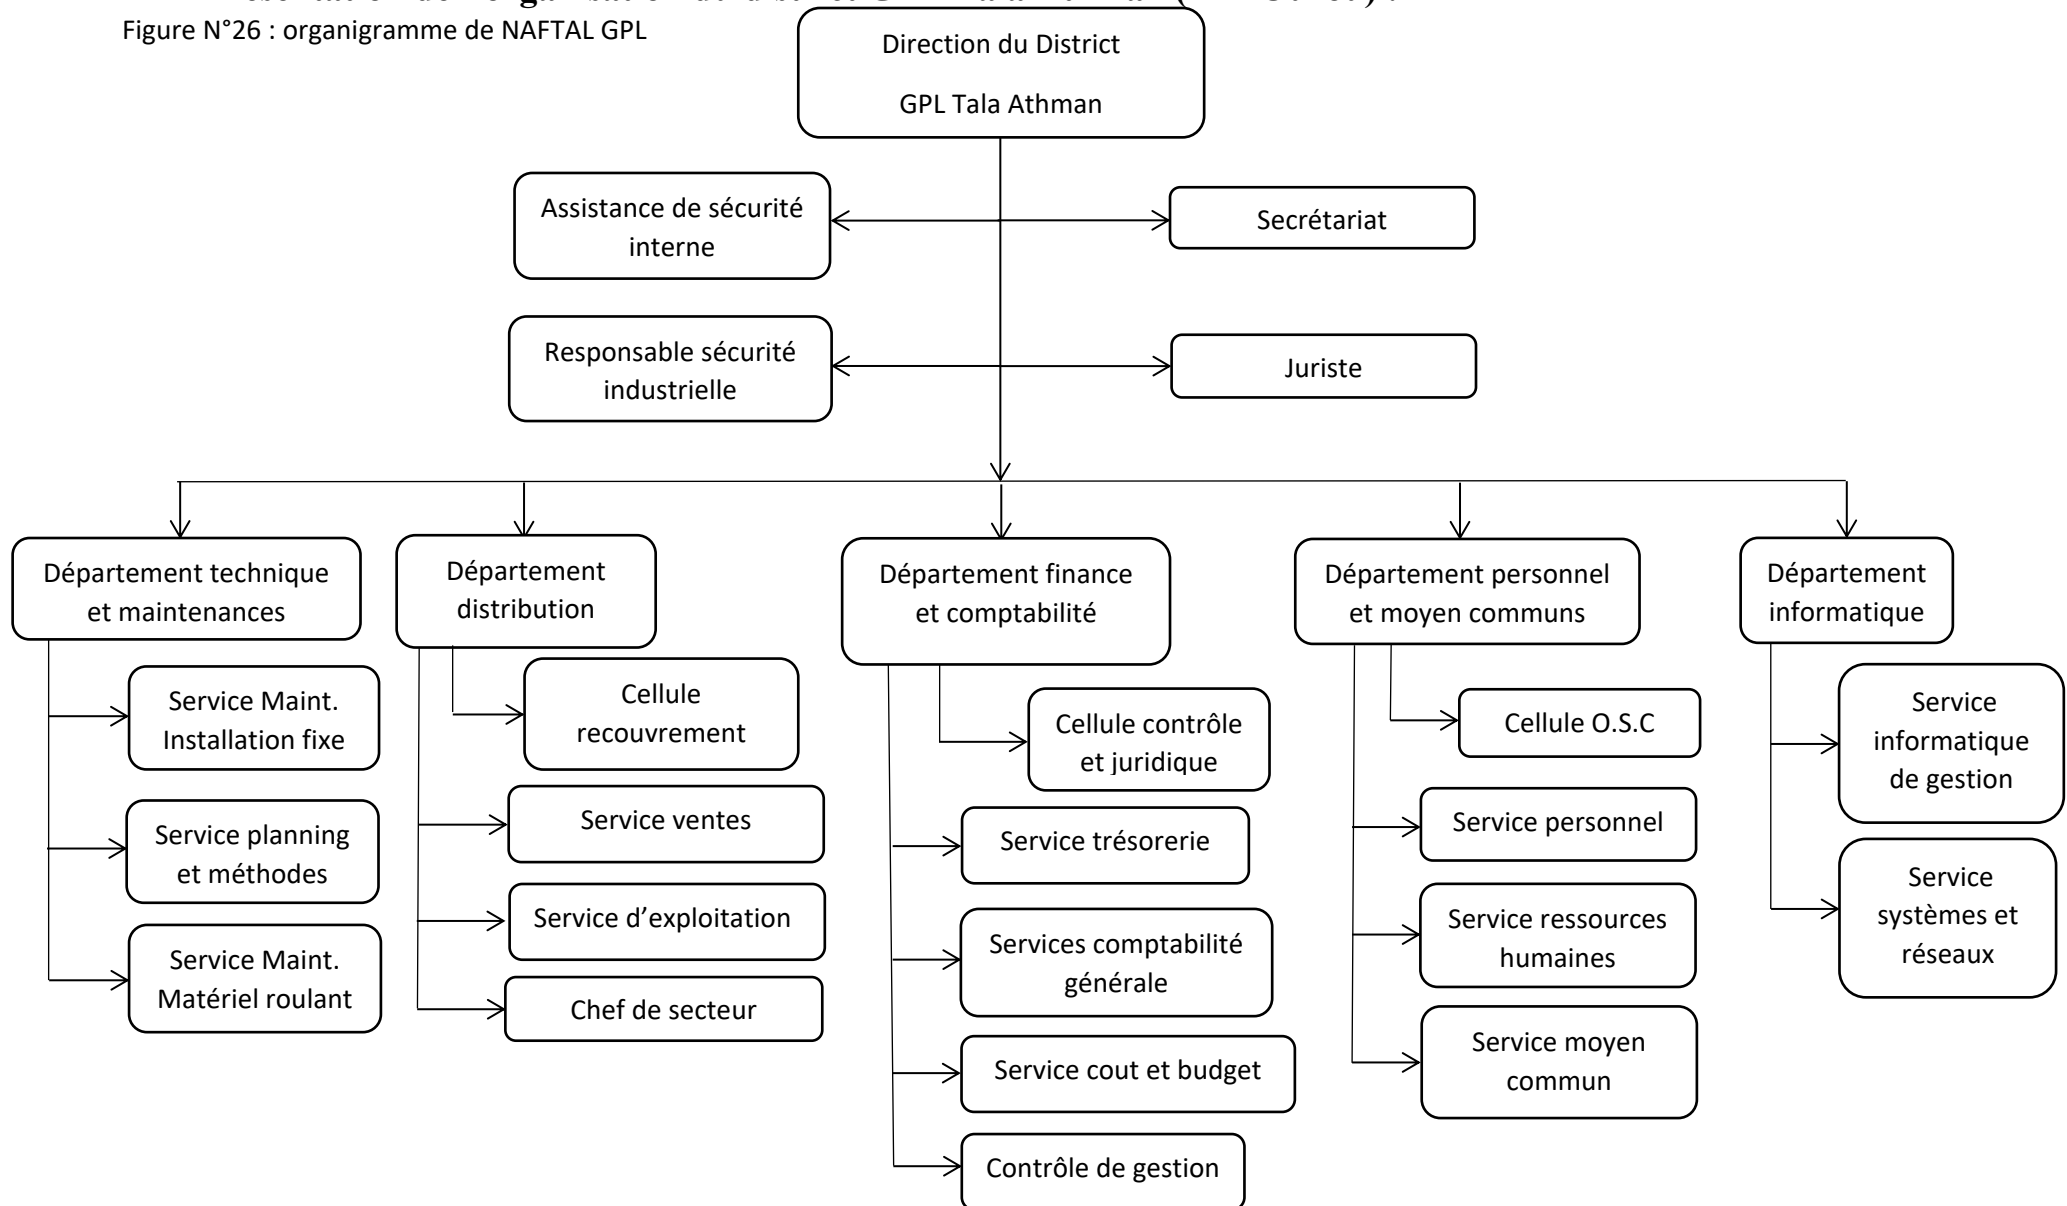 Figure N°26 : organigramme de NAFTAL GPL
Direction du District
GPL Tala Athman
Assistance de sécurité
interne
Secrétariat
Responsable sécurité
industrielle
Juriste
Département technique
et maintenances
Service Maint.
Installation fixe
Service planning
et méthodes
Service Maint.
Matériel roulant
Département
distribution
Cellule
recouvrement
Service ventes
Service d’exploitation
Chef de secteur
Département finance
et comptabilité
Cellule contrôle
et juridique
Service trésorerie
Services comptabilité
générale
Service cout et budget
Contrôle de gestion
Département personnel
et moyen communs
Cellule O.S.C
Service personnel
Service ressources
humaines
Service moyen
commun
Département
informatique
Service
informatique
de gestion
Service
systèmes et
réseaux